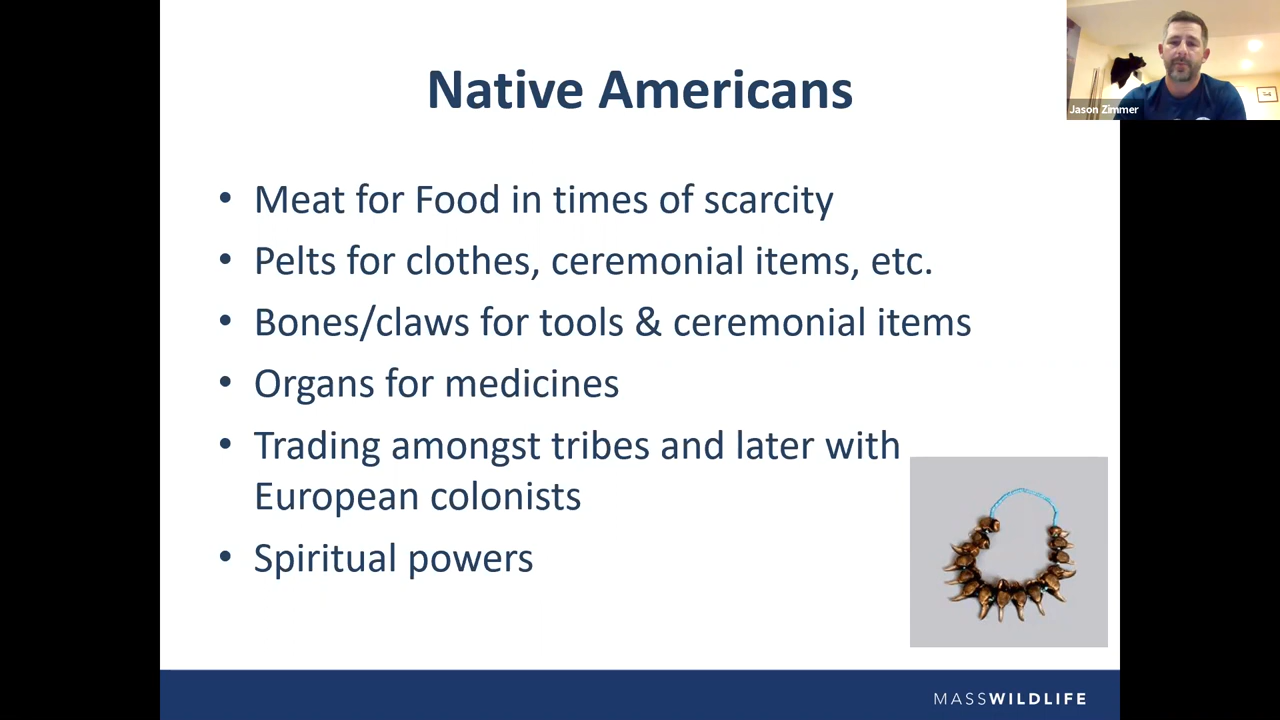 Native Americans
Jason Zimmer
• Meat for Food in times of scarcity
• Pelts for clothes, ceremonial items, etc.
• Bones/claws for tools & ceremonial items
• Organs for medicines
• Trading amongst tribes and later with
European colonists
• Spiritual powers
MASSWILDLIFE